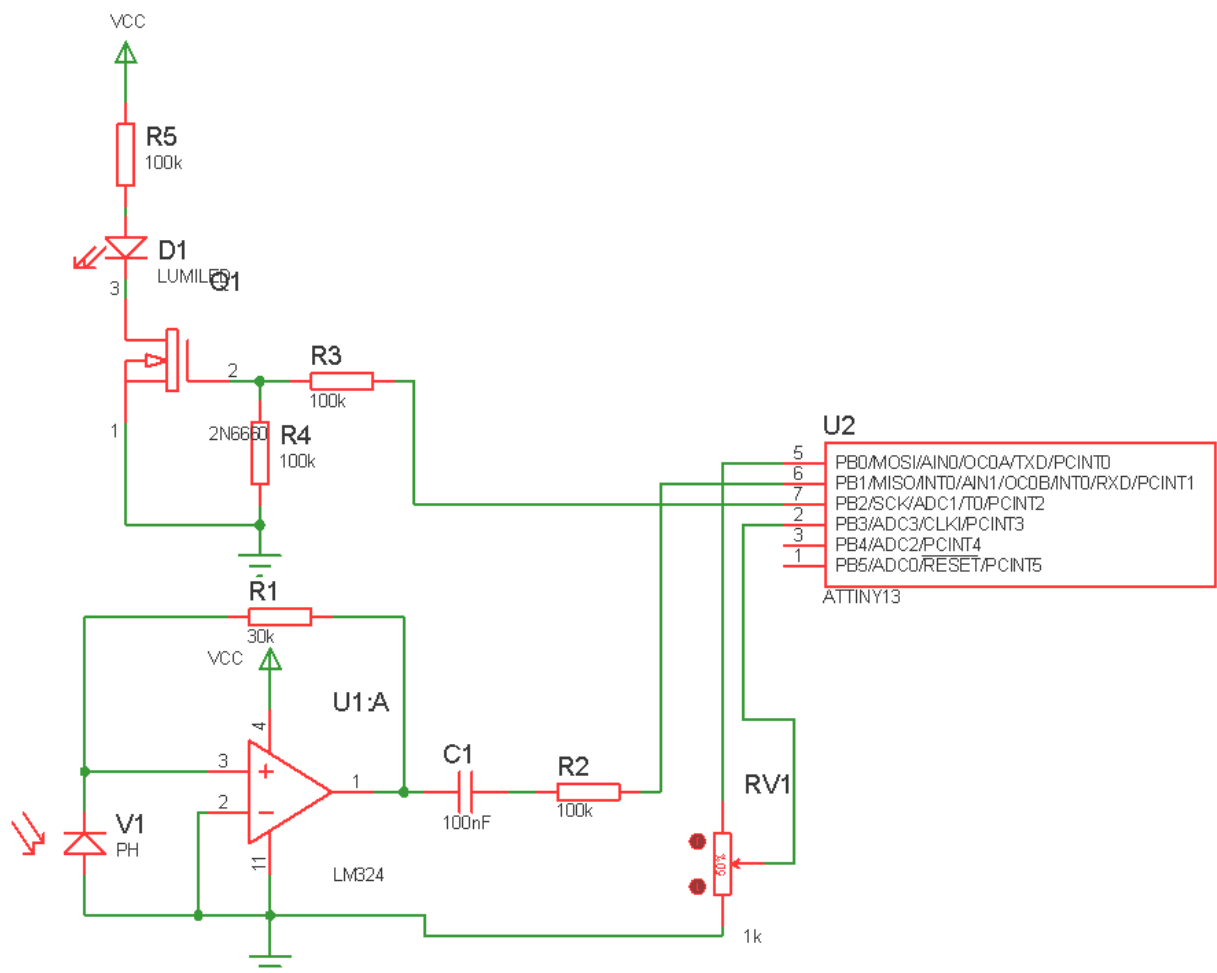 VCC
R5
100k
D1
LUMILED
Q1
3
2
1
2N6660
R3
100k
R4
100k
U2
5 PB0/MOSI/AIN0/OC0A/TXD/PCINT0
6 PB1/MISO/INT0/AIN1/OC0B/INT0/RXD/PCINT1
7 PB2/SCK/ADC1/T0/PCINT2
2 PB3/ADC3/CLKI/PCINT3
3 PB4/ADC2/PCINT4
1 PB5/ADC0/RESET/PCINT5
ATTINY13
R1
30k
VCC
U1:A
4
3
+
1
2
−
11
LM324
C1
100nF
R2
100k
V1
PH
RV1
50%
1k